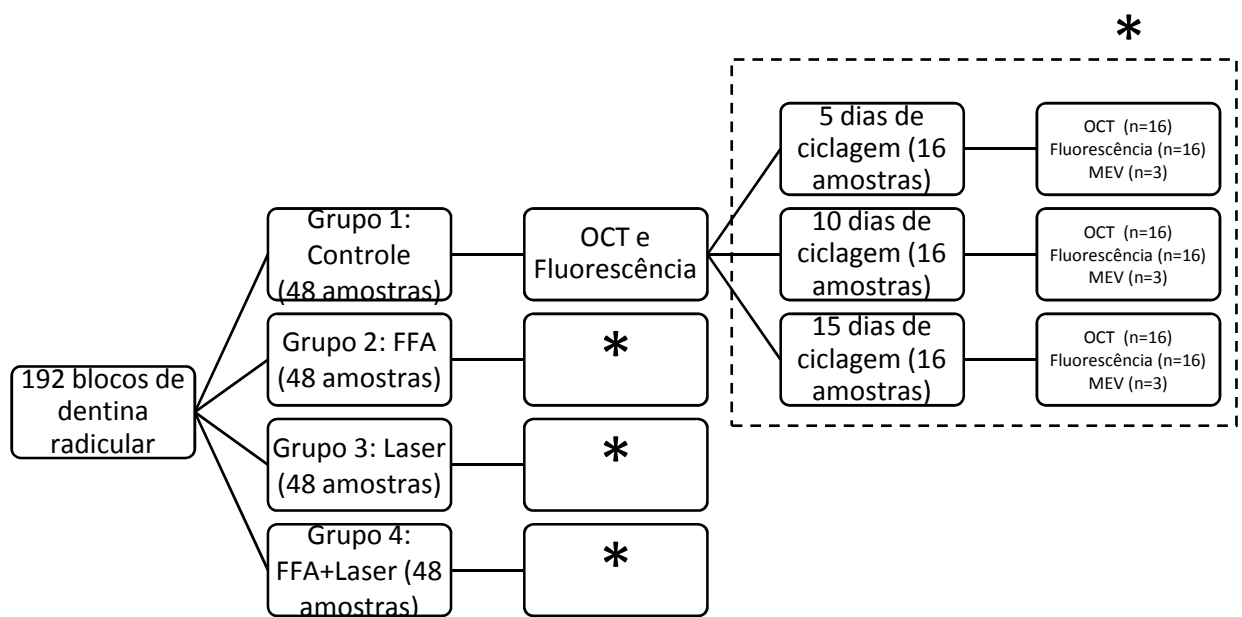 192 blocos de
dentina
radicular
Grupo 1:
Controle
(48 amostras)
Grupo 2: FFA
(48 amostras)
Grupo 3: Laser
(48 amostras)
Grupo 4:
FFA+Laser (48
amostras)
OCT e
Fluorescência
*
*
*
*
5 dias de
ciclagem (16
amostras)
OCT (n=16)
Fluorescência (n=16)
MEV (n=3)
10 dias de
ciclagem (16
amostras)
OCT (n=16)
Fluorescência (n=16)
MEV (n=3)
15 dias de
ciclagem (16
amostras)
OCT (n=16)
Fluorescência (n=16)
MEV (n=3)